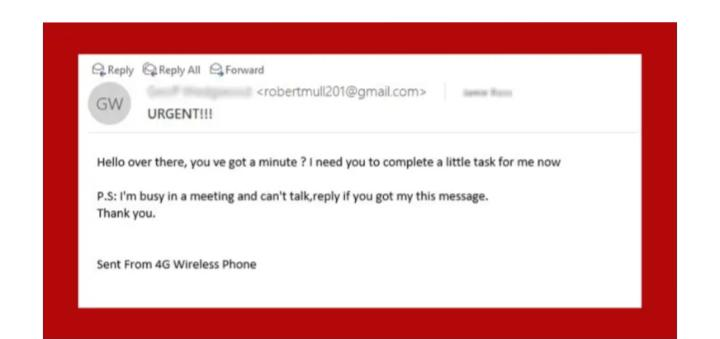 Reply Reply All Forward
<robertmull201@gmail.com>
GW
URGENT!!!
Hello over there, you ve got a minute ? I need you to complete a little task for me now
P.S: I'm busy in a meeting and can't talk,reply if you got my this message.
Thank you.
Sent From 4G Wireless Phone